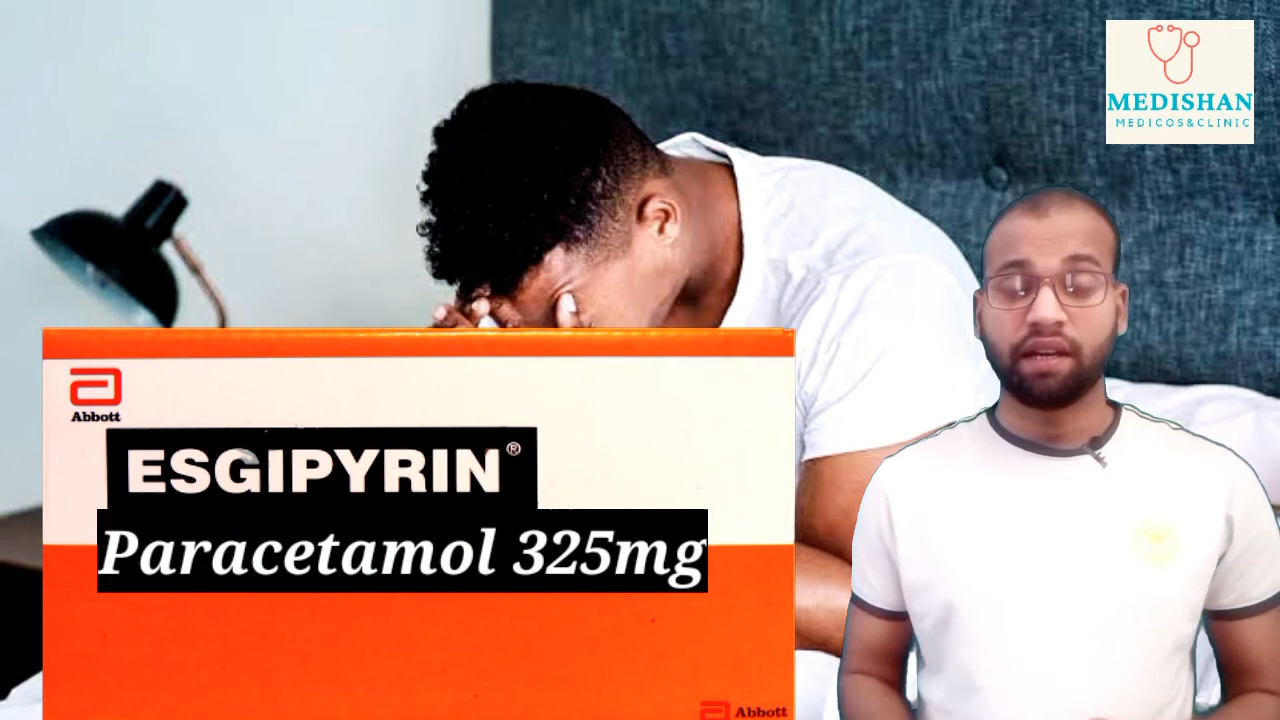 MEDISHAN
MEDICOS&CLINIC
Abbott
ESGIPYRIN®
Paracetamol 325mg
Abbott